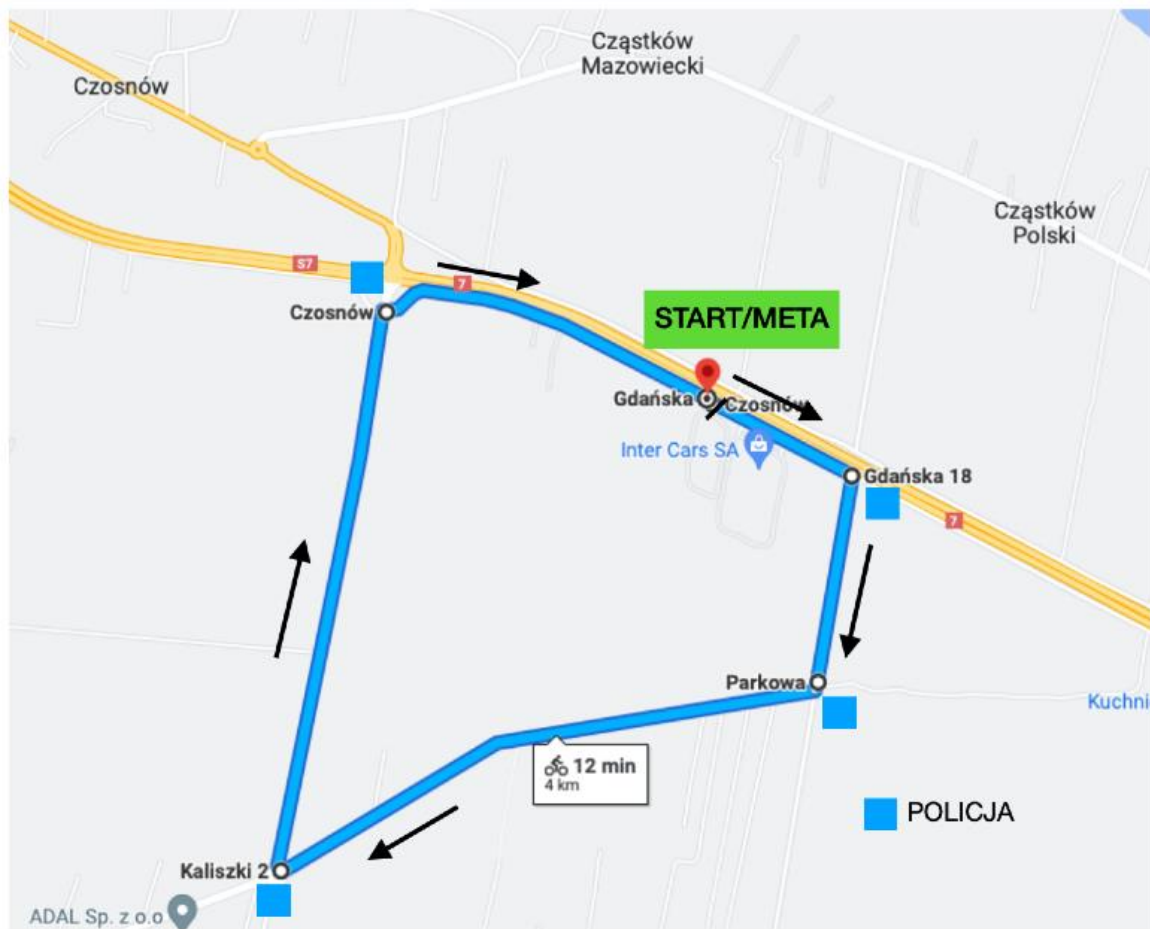 Cząstków
Mazowiecki
Czosnów
Cząstków
Polski
S7
7
Czosnów
START/META
Gdańska
Czosnów
Inter Cars SA
Gdańska 18
7
Parkowa
Kuchni
12 min
4 km
POLICJA
Kaliszki 2
ADAL Sp. z o.o